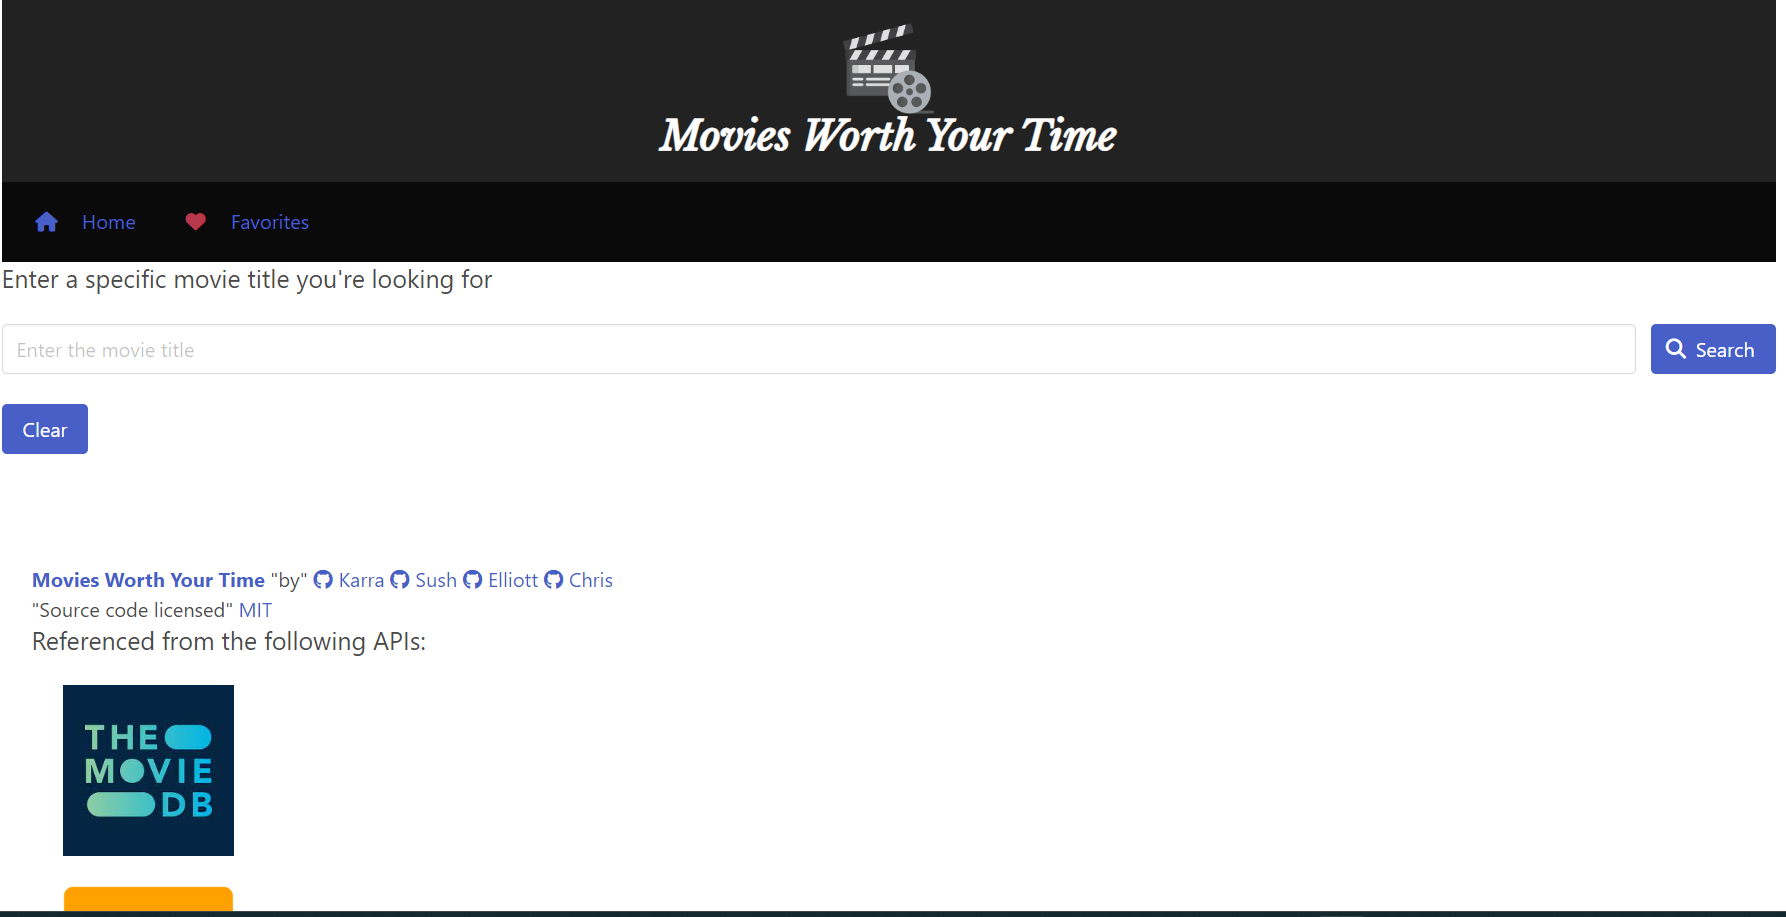 Movies Worth Your Time
Home Favorites
Enter a specific movie title you're looking for
Enter the movie title
Search
Clear
Movies Worth Your Time "by" Karra Sush Elliott Chris
"Source code licensed" MIT
Referenced from the following APIs:
THE
MOVIE
DB